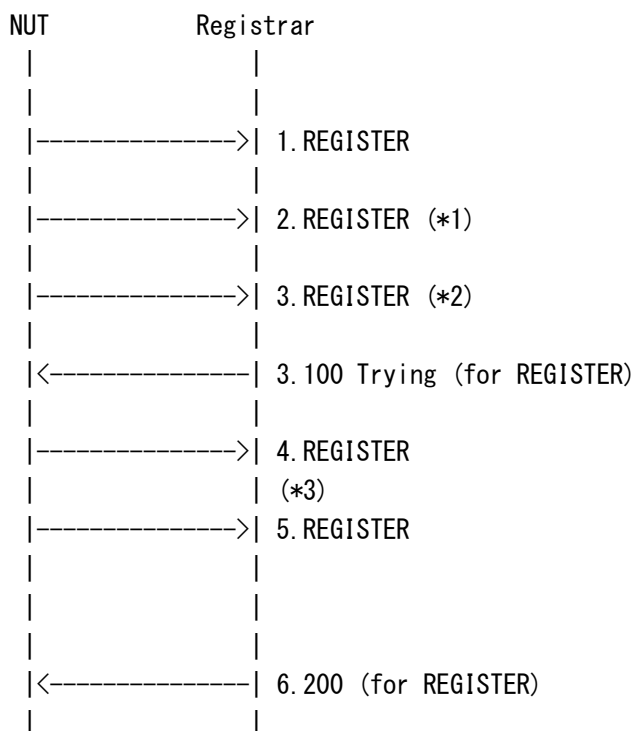 NUT Registrar
1.REGISTER
2.REGISTER (*1)
3.REGISTER (*2)
3.100 Trying (for REGISTER)
4.REGISTER
(*3)
5.REGISTER
6.200 (for REGISTER)